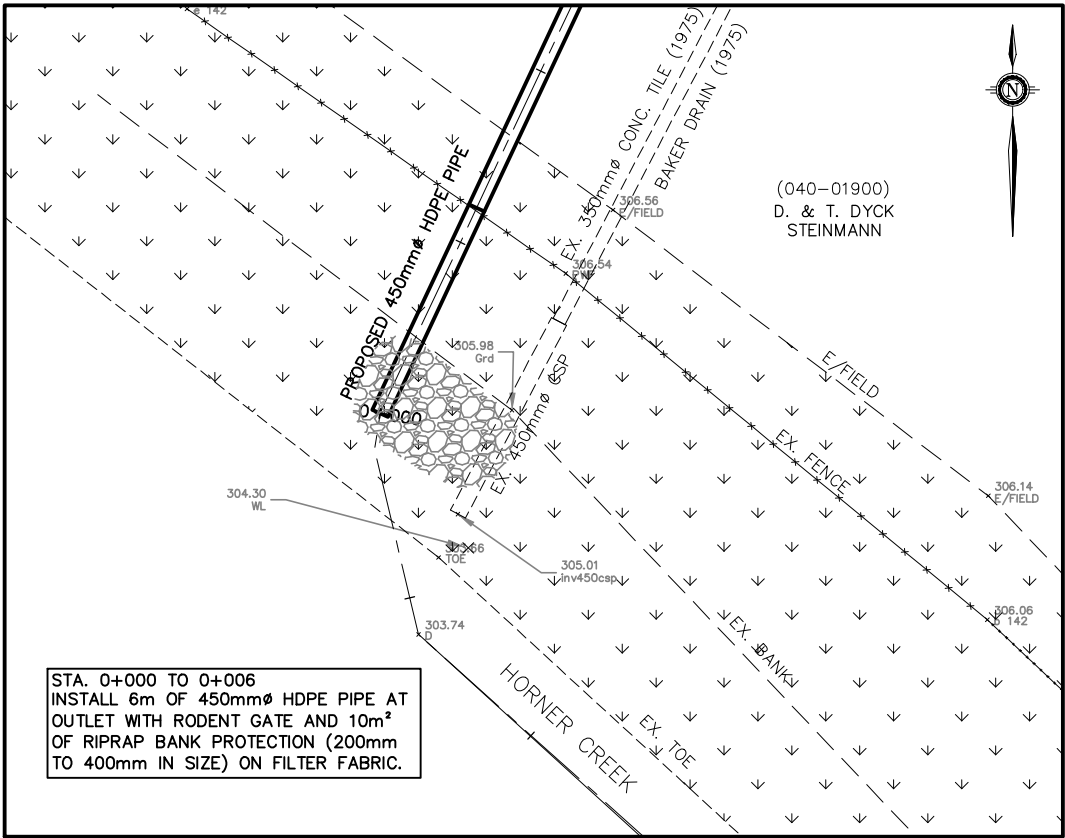 e 142
EX. 350mmø CONC. TILE (1975)
BAKER DRAIN (1975)
N
PROPOSED 450mmø HDPE PIPE
(040-01900)
D. & T. DYCK
STEINMANN
306.56
E/FIELD
306.54
305.98
Grd
E/FIELD
EX. 450mmø CSP
EX. FENCE
306.14
E/FIELD
304.30
WL
TOE
305.01
inv450csp
306.06
303.74
D
EX. BANK
HORNER CREEK
EX. TOE
STA. 0+000 TO 0+006
INSTALL 6m OF 450mmø HDPE PIPE AT
OUTLET WITH RODENT GATE AND 10m²
OF RIPRAP BANK PROTECTION (200mm
TO 400mm IN SIZE) ON FILTER FABRIC.